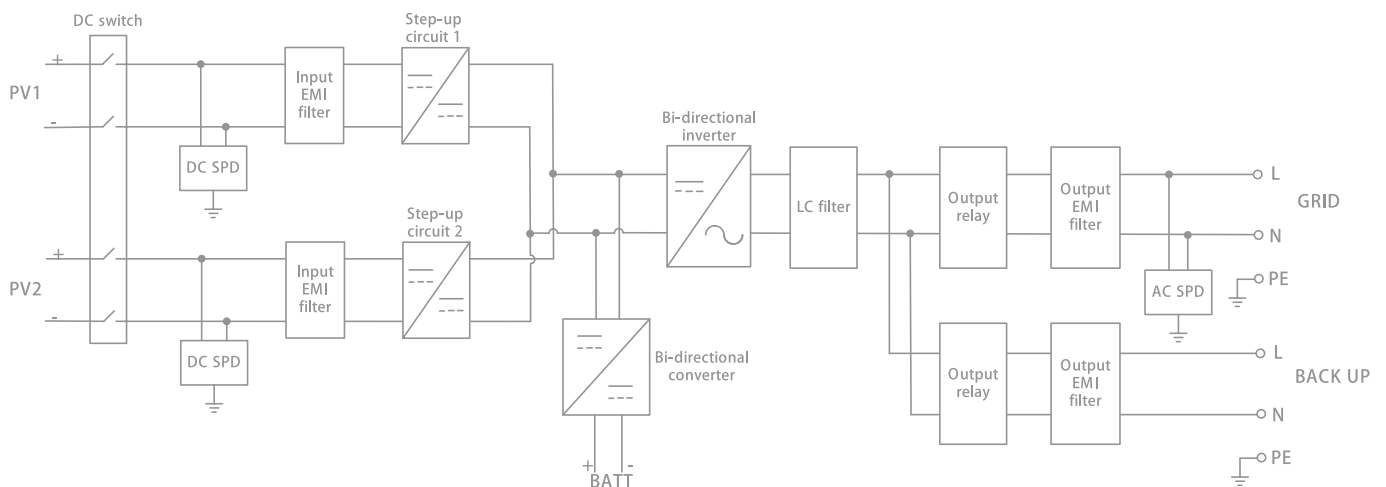 DC switch
Step-up
circuit 1
+
PV1
-
Input
EMI
filter
DC SPD
Bi-directional
inverter
Step-up
circuit 2
+
PV2
-
Input
EMI
filter
DC SPD
LC filter
Output
relay
Output
EMI
filter
L
GRID
N
PE
AC SPD
Bi-directional
converter
+
-
BATT
Output
relay
Output
EMI
filter
L
BACK UP
N
PE